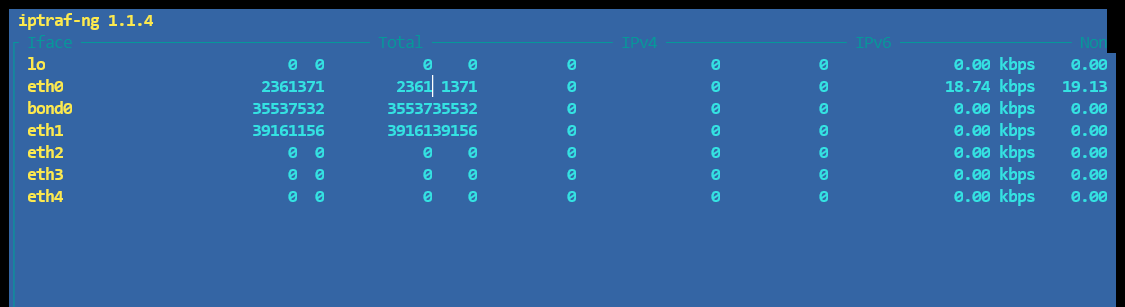 iptraf-ng 1.1.4
Iface Total IPv4 IPv6 Non
lo 0 0 0 0 0 0 0 0.00 kbps 0.00
eth0 2361371 2361 1371 0 0 0 18.74 kbps 19.13
bond0 35537532 3553735532 0 0 0 0.00 kbps 0.00
eth1 39161156 3916139156 0 0 0 0.00 kbps 0.00
eth2 0 0 0 0 0 0 0 0.00 kbps 0.00
eth3 0 0 0 0 0 0 0 0.00 kbps 0.00
eth4 0 0 0 0 0 0 0 0.00 kbps 0.00